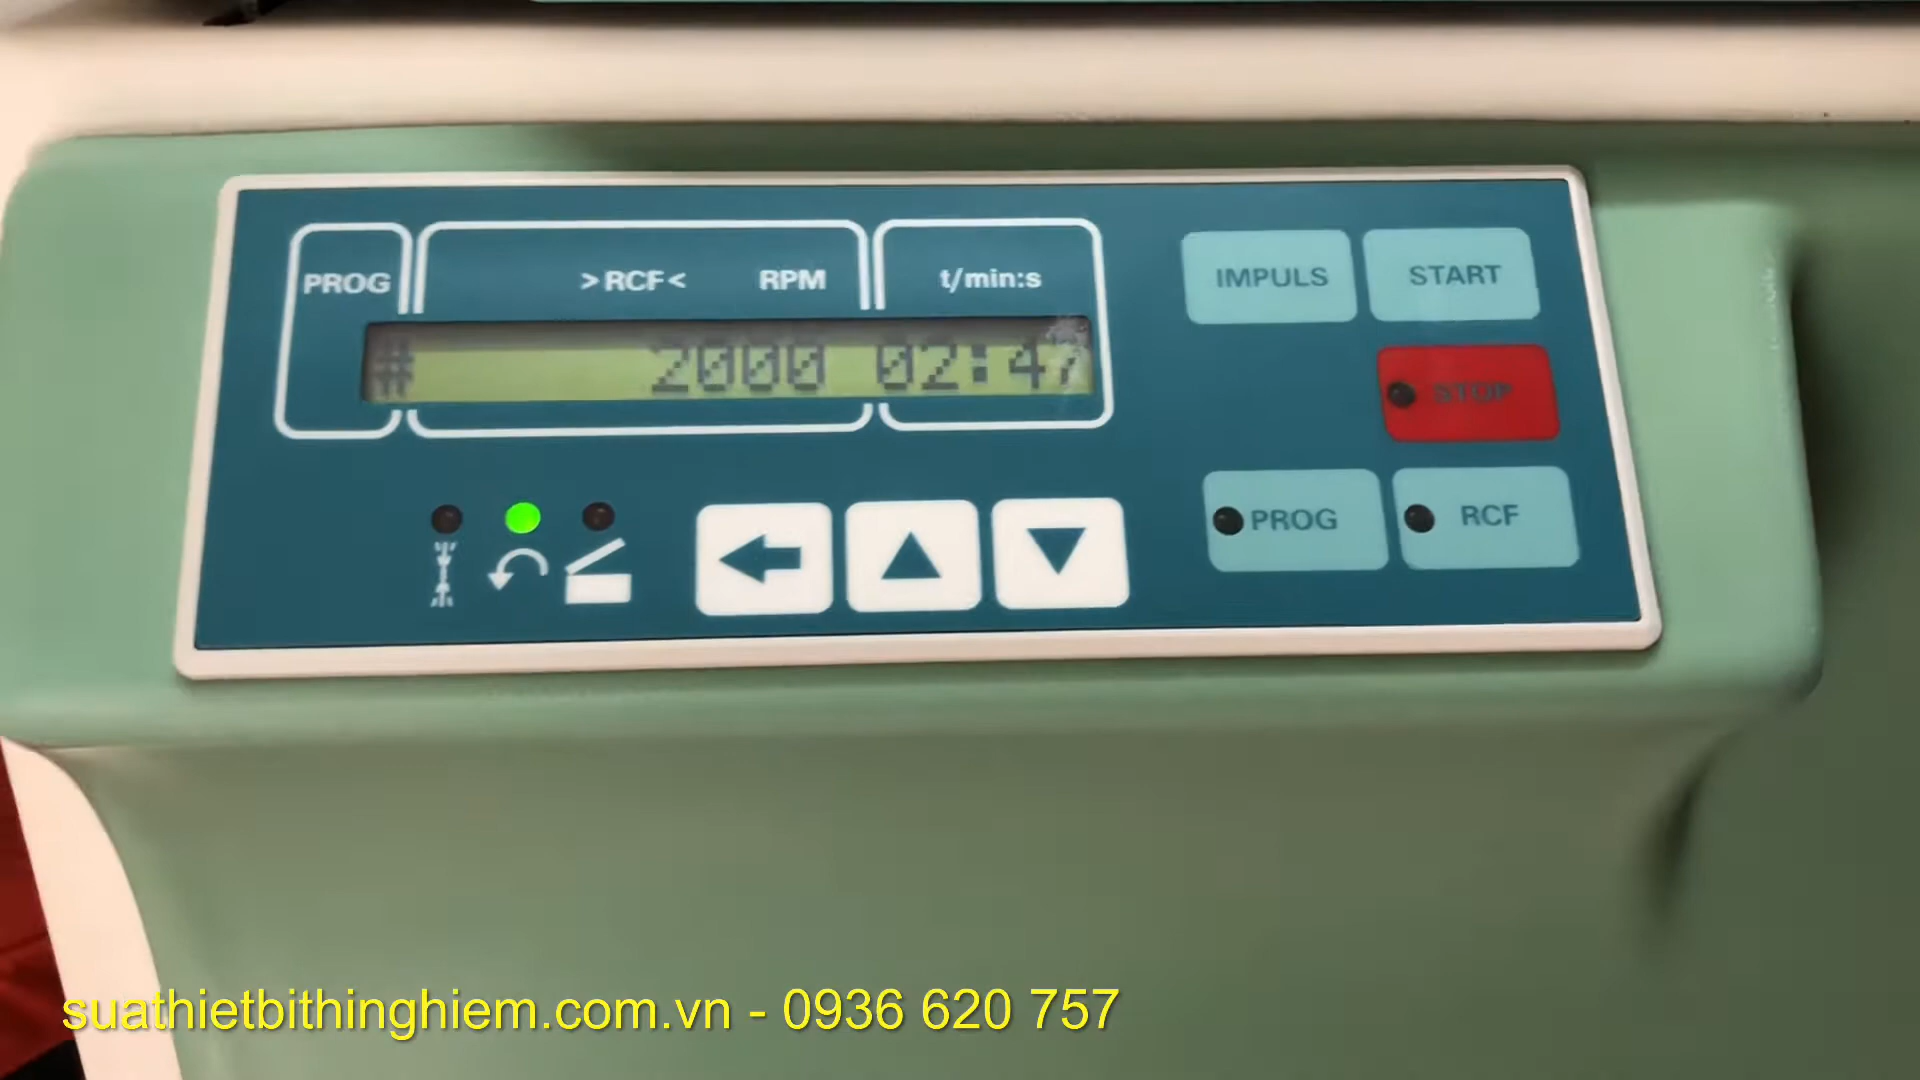 PROG >RCF< RPM t/min:s
# 2000 02:47
IMPULS START
STOP
PROG RCF
suathietbithinghiem.com.vn - 0936 620 757